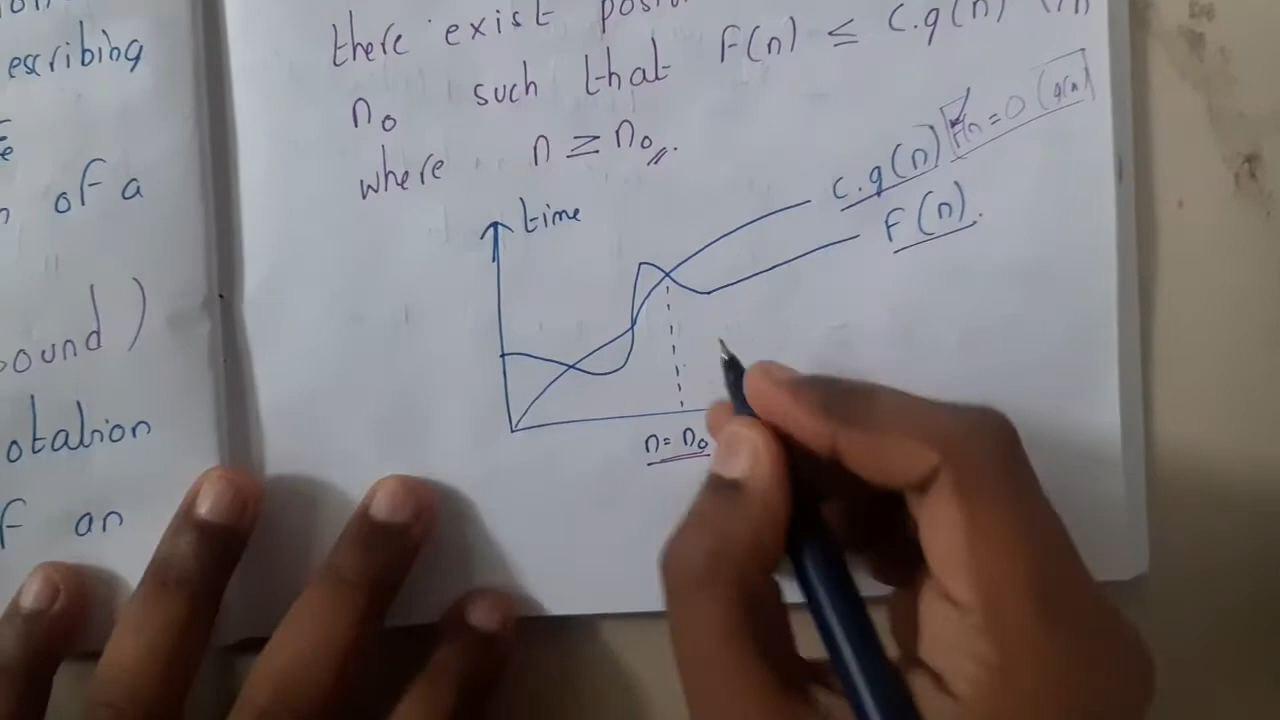 escribing
of a
ound)
otation
an
there exist
n₀ such that F(n) ≤ c.g(n)
where n ≥ n₀
time
c.g(n)
F(n).
n = n₀